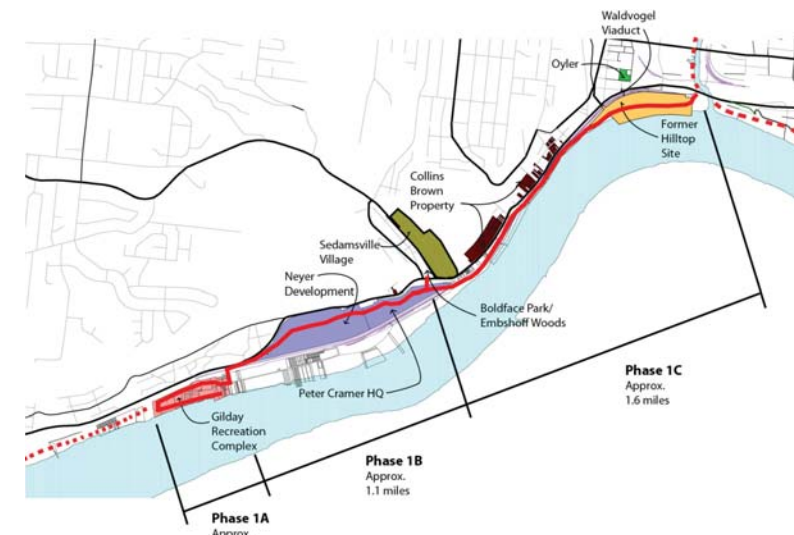 Waldvogel
Viaduct
Oyler
Former
Hilltop
Site
Collins
Brown
Property
Sedamsville
Village
Neyer
Development
Boldface Park/
Embshoff Woods
Peter Cramer HQ
Gilday
Recreation
Complex
Phase 1C
Approx.
1.6 miles
Phase 1B
Approx.
1.1 miles
Phase 1A
Approx.